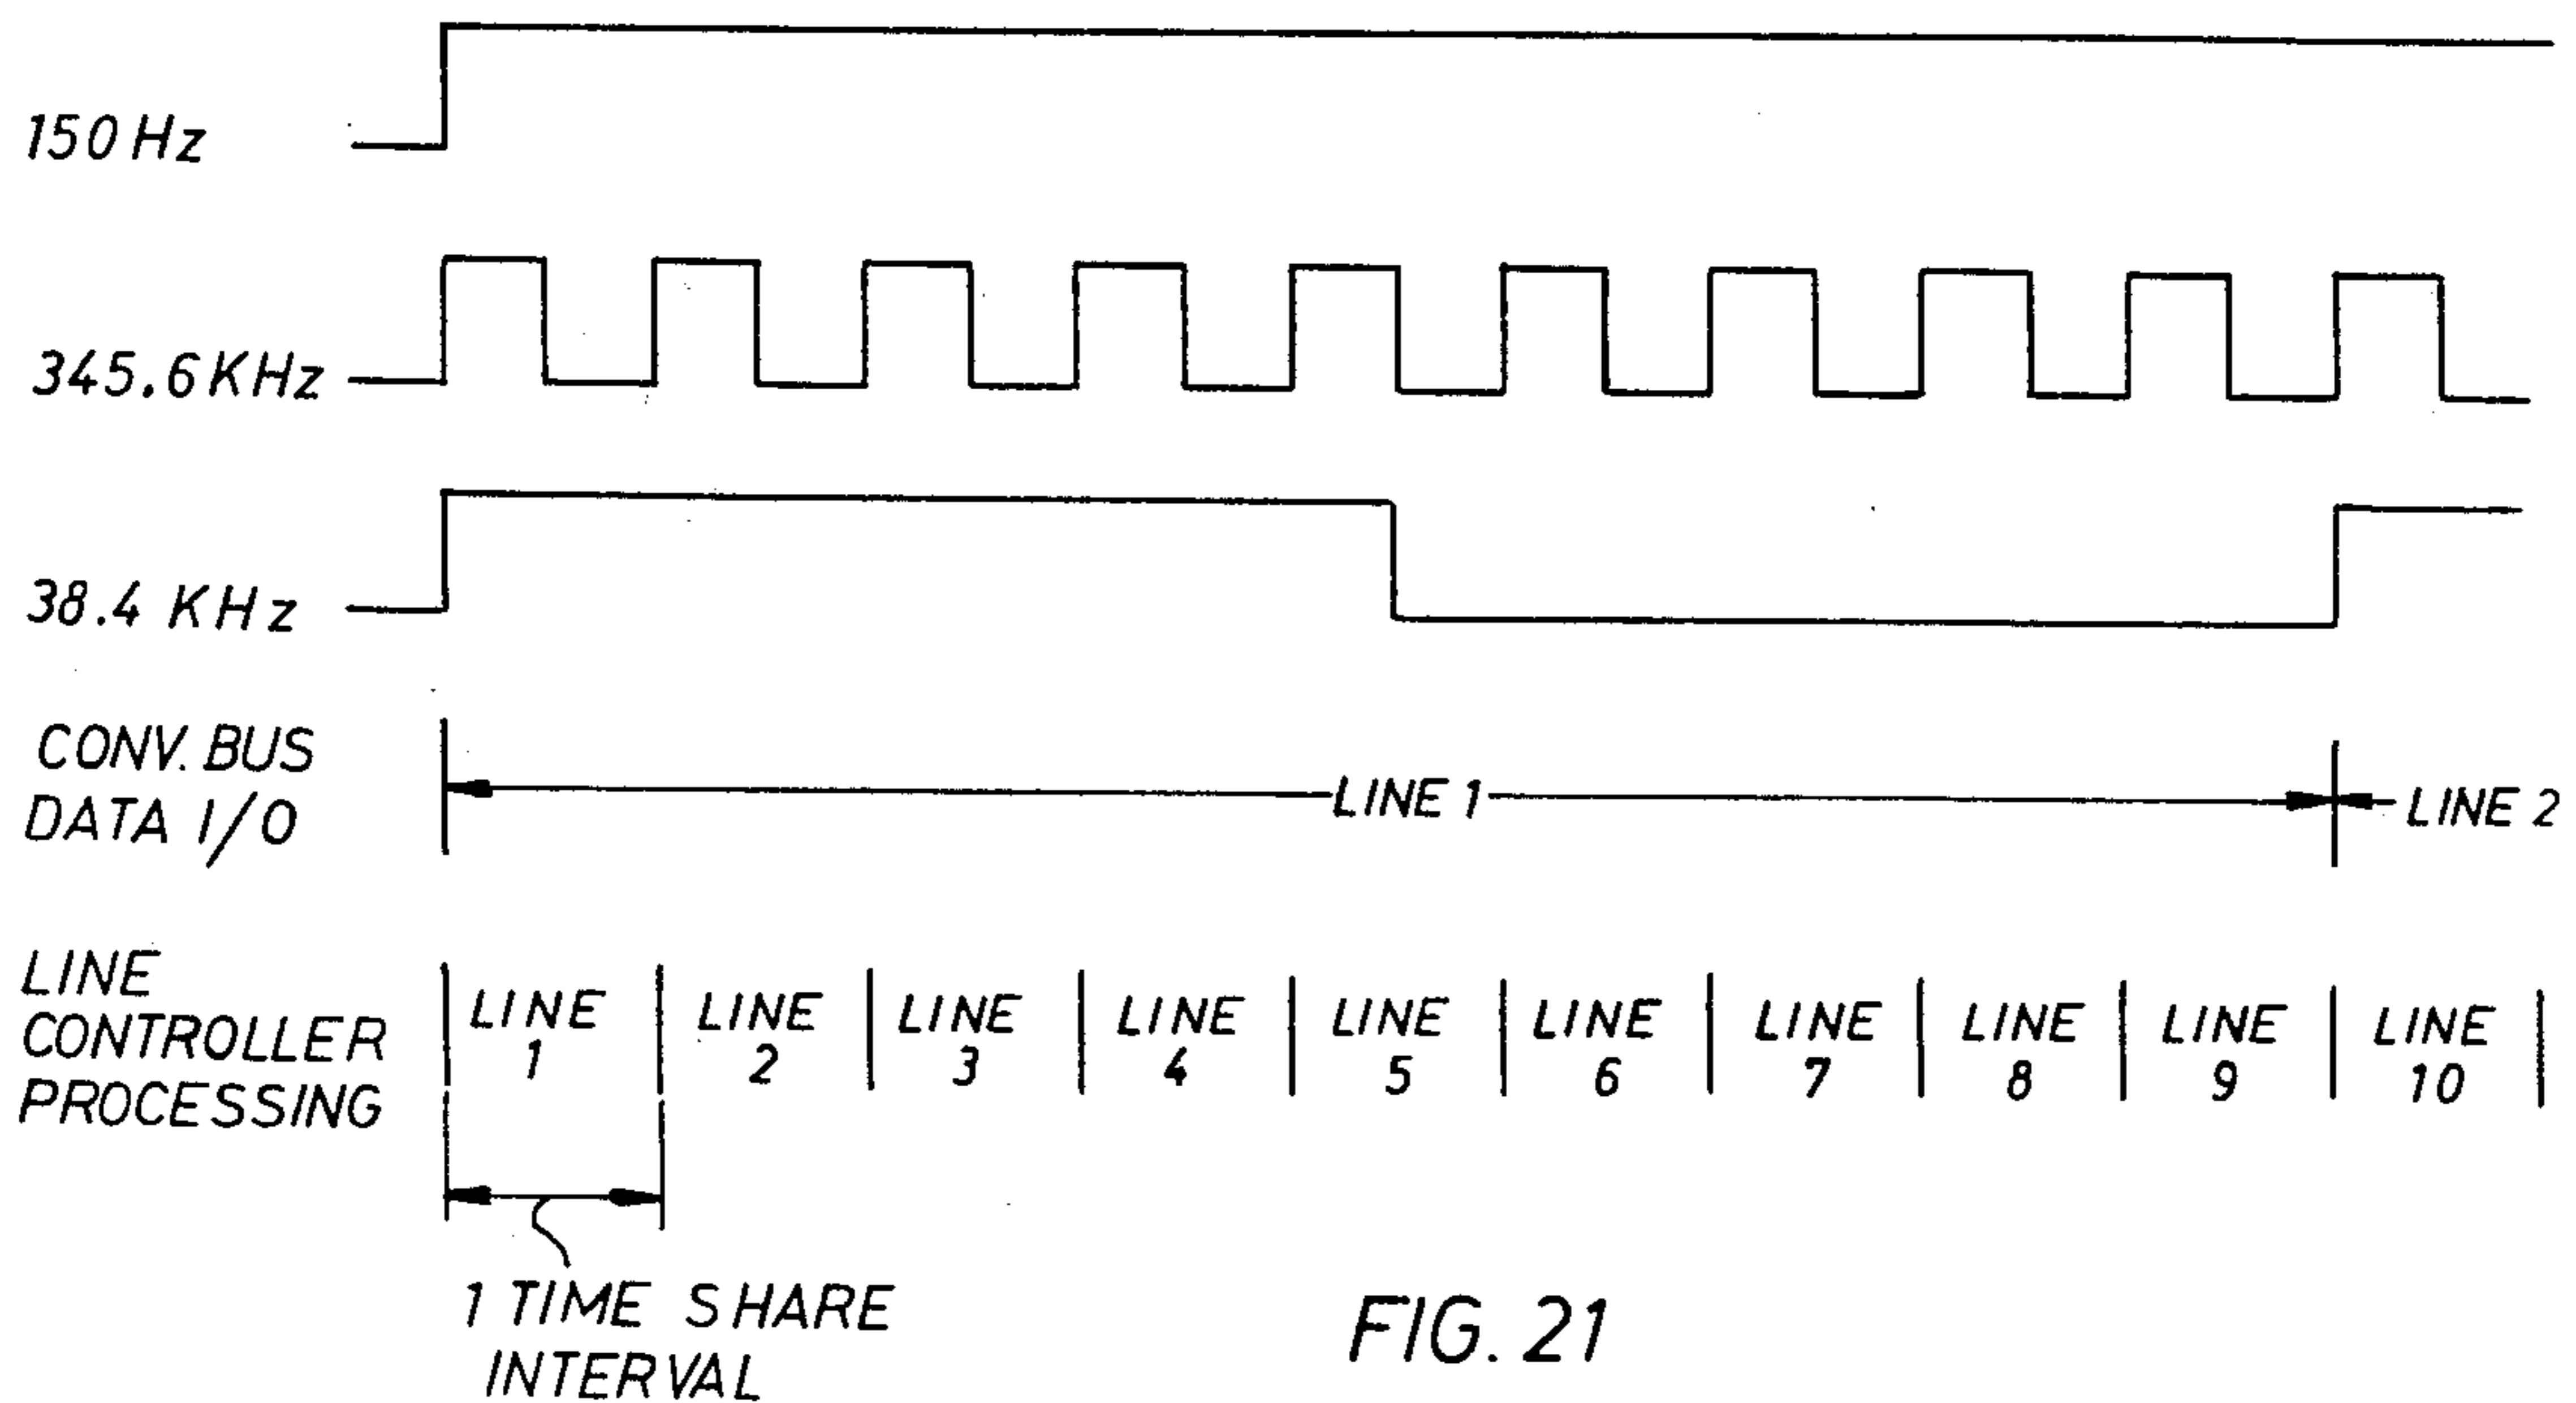 150 Hz
345.6 KHz
38.4 KHz
CONV. BUS
DATA I/O
LINE 1
LINE 2
LINE
CONTROLLER
PROCESSING
LINE
1
LINE
2
LINE
3
LINE
4
LINE
5
LINE
6
LINE
7
LINE
8
LINE
9
LINE
10
1 TIME SHARE
INTERVAL
FIG. 21